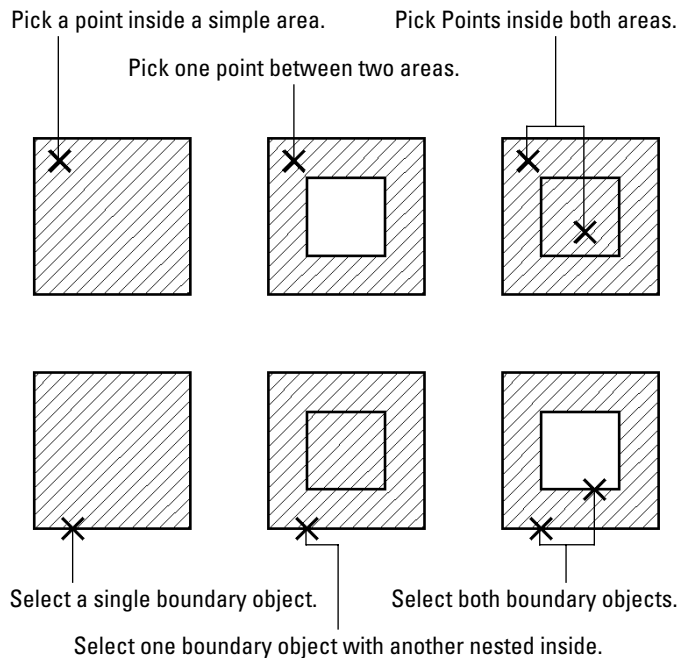 Pick a point inside a simple area.
Pick Points inside both areas.
Pick one point between two areas.
Select a single boundary object.
Select both boundary objects.
Select one boundary object with another nested inside.